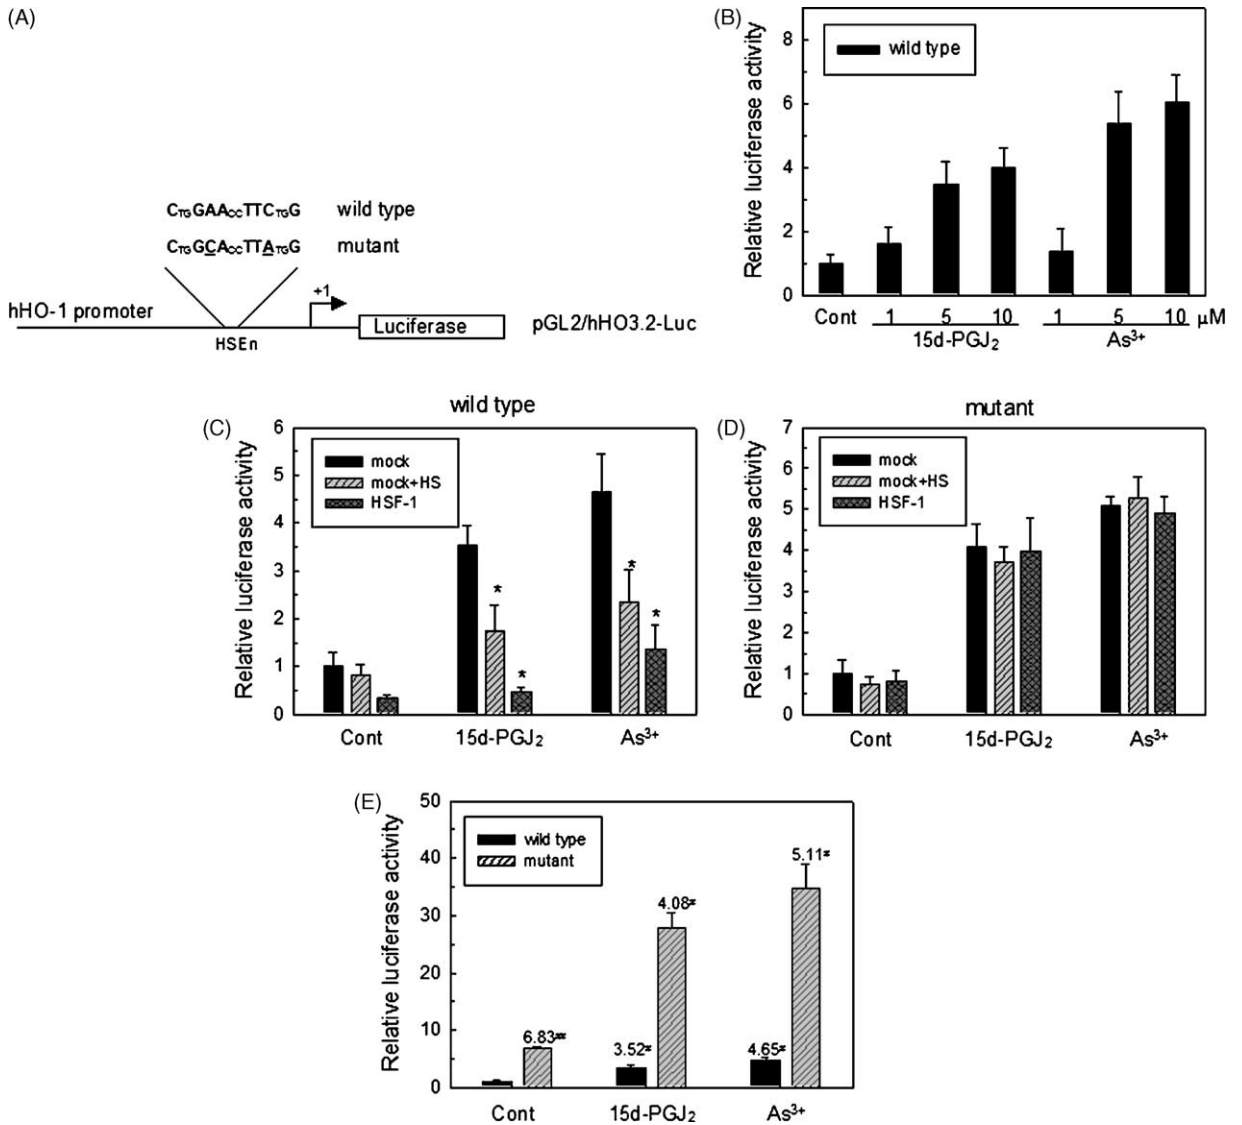 (A)
CTGGAACCTTCTGG wild type
CTGGCACCTTATGG mutant
hHO-1 promoter
+1
Luciferase
pGL2/hHO3.2-Luc
HSEn
(B)
Relative luciferase activity
8
6
4
2
0
wild type
Cont 1 5 10 1 5 10 μM
15d-PGJ2 As3+
(C)
wild type
Relative luciferase activity
6
5
4
3
2
1
0
mock
mock+HS
HSF-1
* * * *
Cont 15d-PGJ2 As3+
(D)
mutant
Relative luciferase activity
7
6
5
4
3
2
1
0
mock
mock+HS
HSF-1
Cont 15d-PGJ2 As3+
(E)
Relative luciferase activity
50
40
30
20
10
0
wild type
mutant
6.83**
3.52*
4.08*
4.65*
5.11*
Cont 15d-PGJ2 As3+